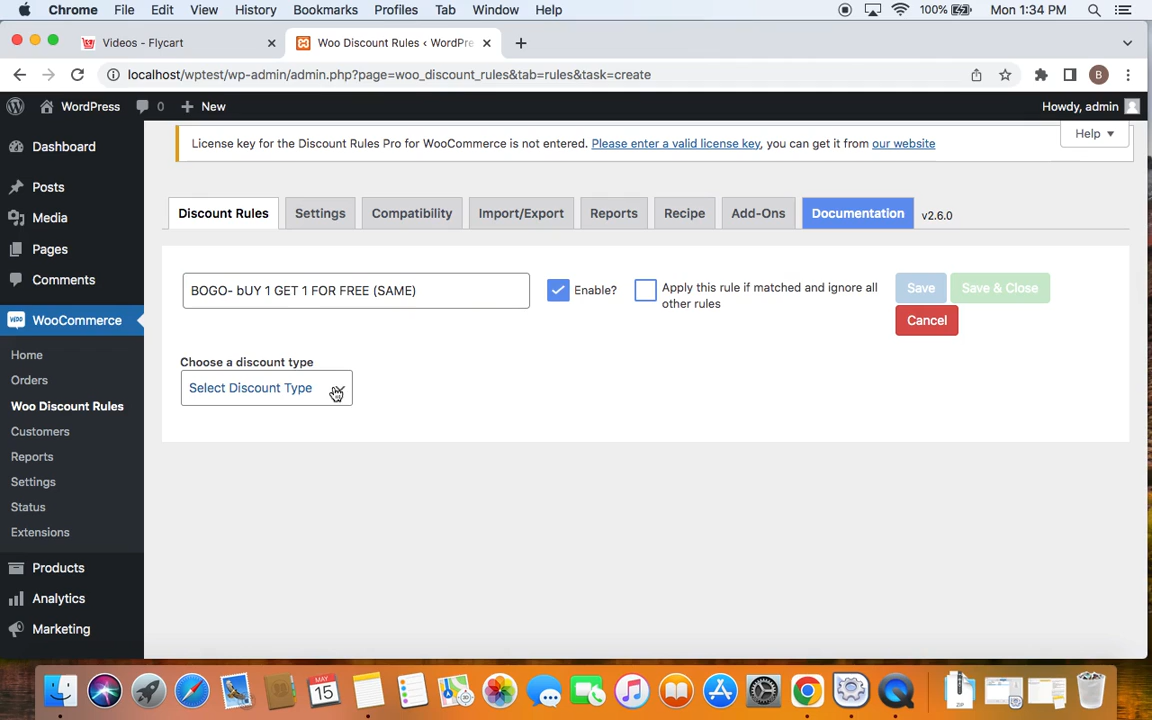 Chrome File Edit View History Bookmarks Profiles Tab Window Help 100% Mon 1:34 PM
Videos - Flycart Woo Discount Rules ‹ WordPre
localhost/wptest/wp-admin/admin.php?page=woo_discount_rules&tab=rules&task=create B
WordPress 0 New Howdy, admin
Help
License key for the Discount Rules Pro for WooCommerce is not entered. Please enter a valid license key, you can get it from our website
Dashboard
Posts
Media
Pages
Comments
WooCommerce
Home
Orders
Woo Discount Rules
Customers
Reports
Settings
Status
Extensions
Products
Analytics
Marketing
Discount Rules Settings Compatibility Import/Export Reports Recipe Add-Ons Documentation v2.6.0
BOGO- bUY 1 GET 1 FOR FREE (SAME) Enable? Apply this rule if matched and ignore all
other rules
Save Save & Close
Cancel
Choose a discount type
Select Discount Type
MAY
15
ZIP